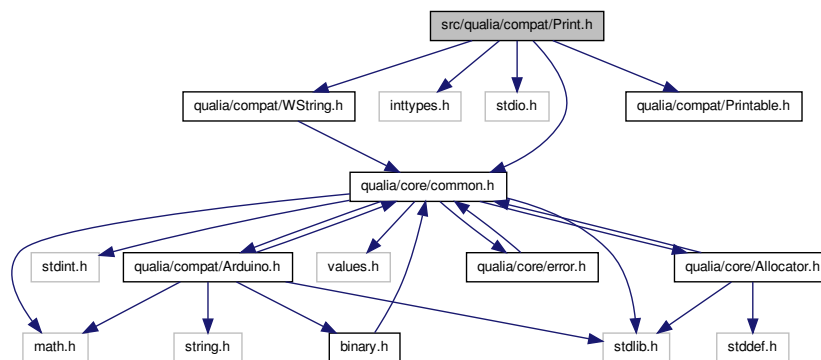 src/qualia/compat/Print.h
qualia/compat/WString.h
inttypes.h
stdio.h
qualia/compat/Printable.h
qualia/core/common.h
stdint.h
qualia/compat/Arduino.h
values.h
qualia/core/error.h
qualia/core/Allocator.h
math.h
string.h
binary.h
stdlib.h
stddef.h